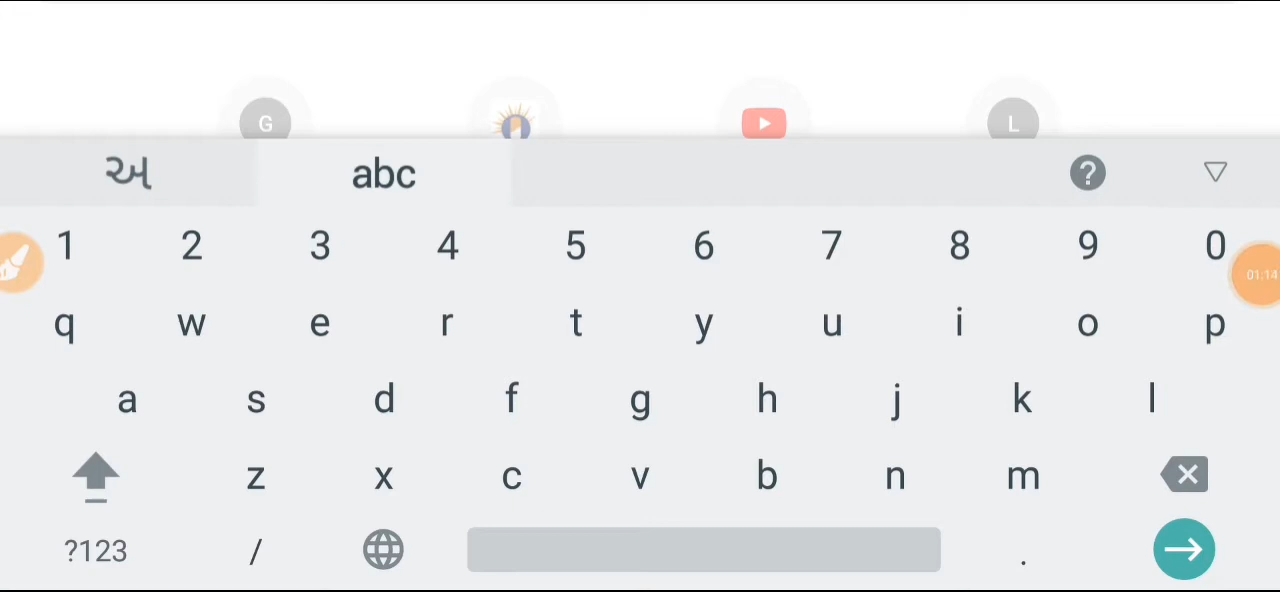 G L
અ abc ?
1 2 3 4 5 6 7 8 9 0
01:14
q w e r t y u i o p
a s d f g h j k l
z x c v b n m
?123 / .